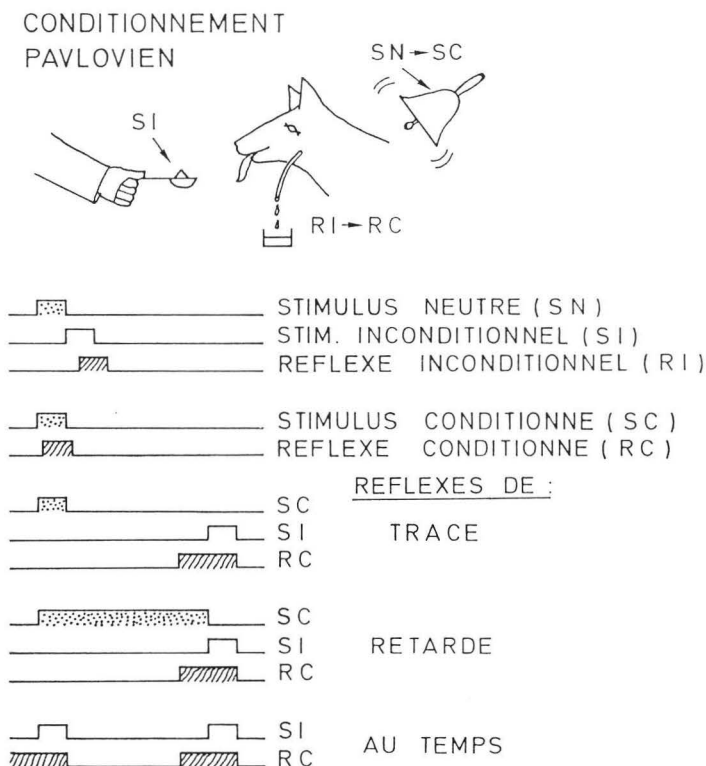 CONDITIONNEMENT
PAVLOVIEN
SN→SC
SI
RI→RC
STIMULUS NEUTRE (SN)
STIM. INCONDITIONNEL (SI)
REFLEXE INCONDITIONNEL (RI)
STIMULUS CONDITIONNE (SC)
REFLEXE CONDITIONNE (RC)
REFLEXES DE :
SC
SI TRACE
RC
SC
SI RETARDE
RC
SI
RC AU TEMPS